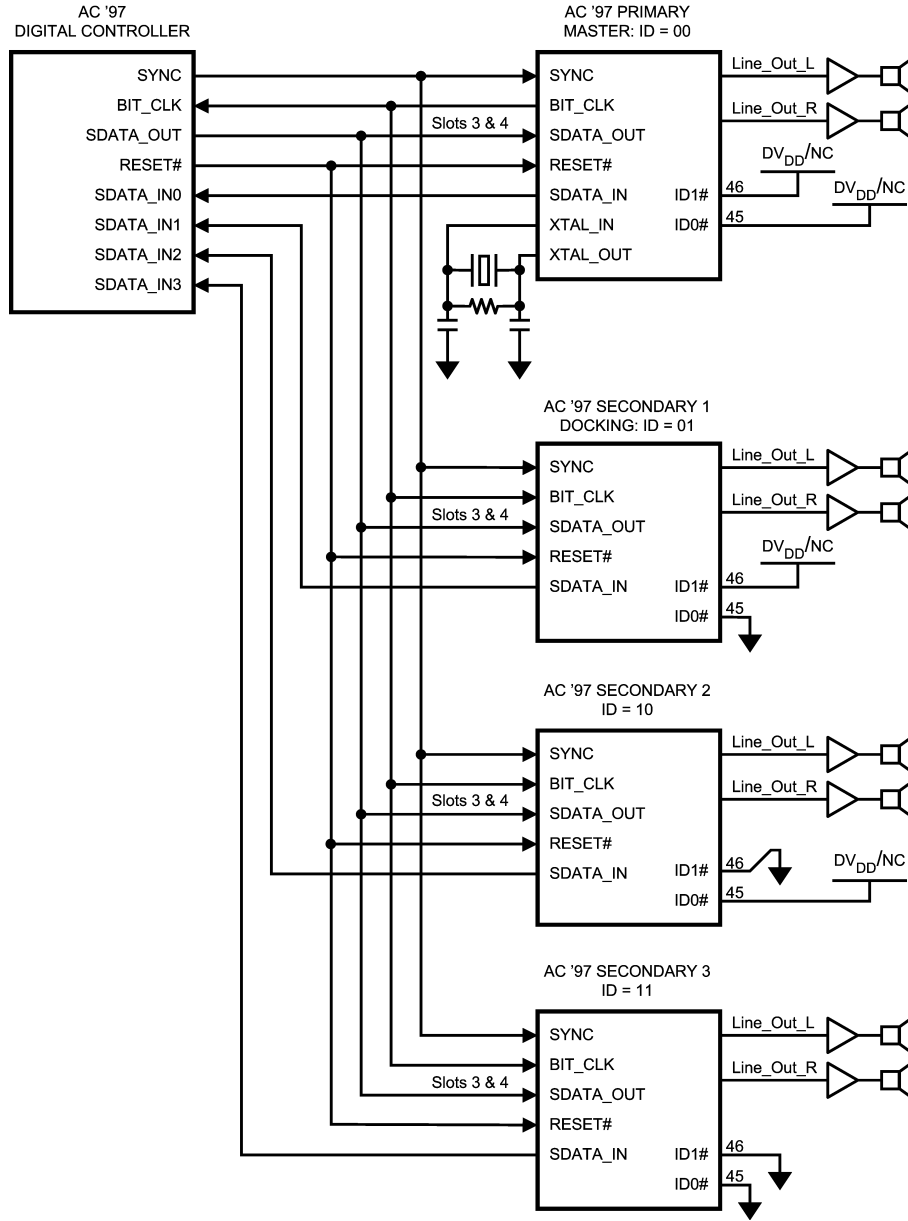 AC '97
DIGITAL CONTROLLER
SYNC
BIT_CLK
SDATA_OUT
RESET#
SDATA_IN0
SDATA_IN1
SDATA_IN2
SDATA_IN3
AC '97 PRIMARY
MASTER: ID = 00
Slots 3 & 4
SYNC
BIT_CLK
SDATA_OUT
RESET#
SDATA_IN
XTAL_IN
XTAL_OUT
ID1#
ID0#
Line_Out_L
Line_Out_R
DVDD/NC
46
DVDD/NC
45
AC '97 SECONDARY 1
DOCKING: ID = 01
Slots 3 & 4
SYNC
BIT_CLK
SDATA_OUT
RESET#
SDATA_IN
ID1#
ID0#
Line_Out_L
Line_Out_R
DVDD/NC
46
45
AC '97 SECONDARY 2
ID = 10
Slots 3 & 4
SYNC
BIT_CLK
SDATA_OUT
RESET#
SDATA_IN
ID1#
ID0#
Line_Out_L
Line_Out_R
46
DVDD/NC
45
AC '97 SECONDARY 3
ID = 11
Slots 3 & 4
SYNC
BIT_CLK
SDATA_OUT
RESET#
SDATA_IN
ID1#
ID0#
Line_Out_L
Line_Out_R
46
45